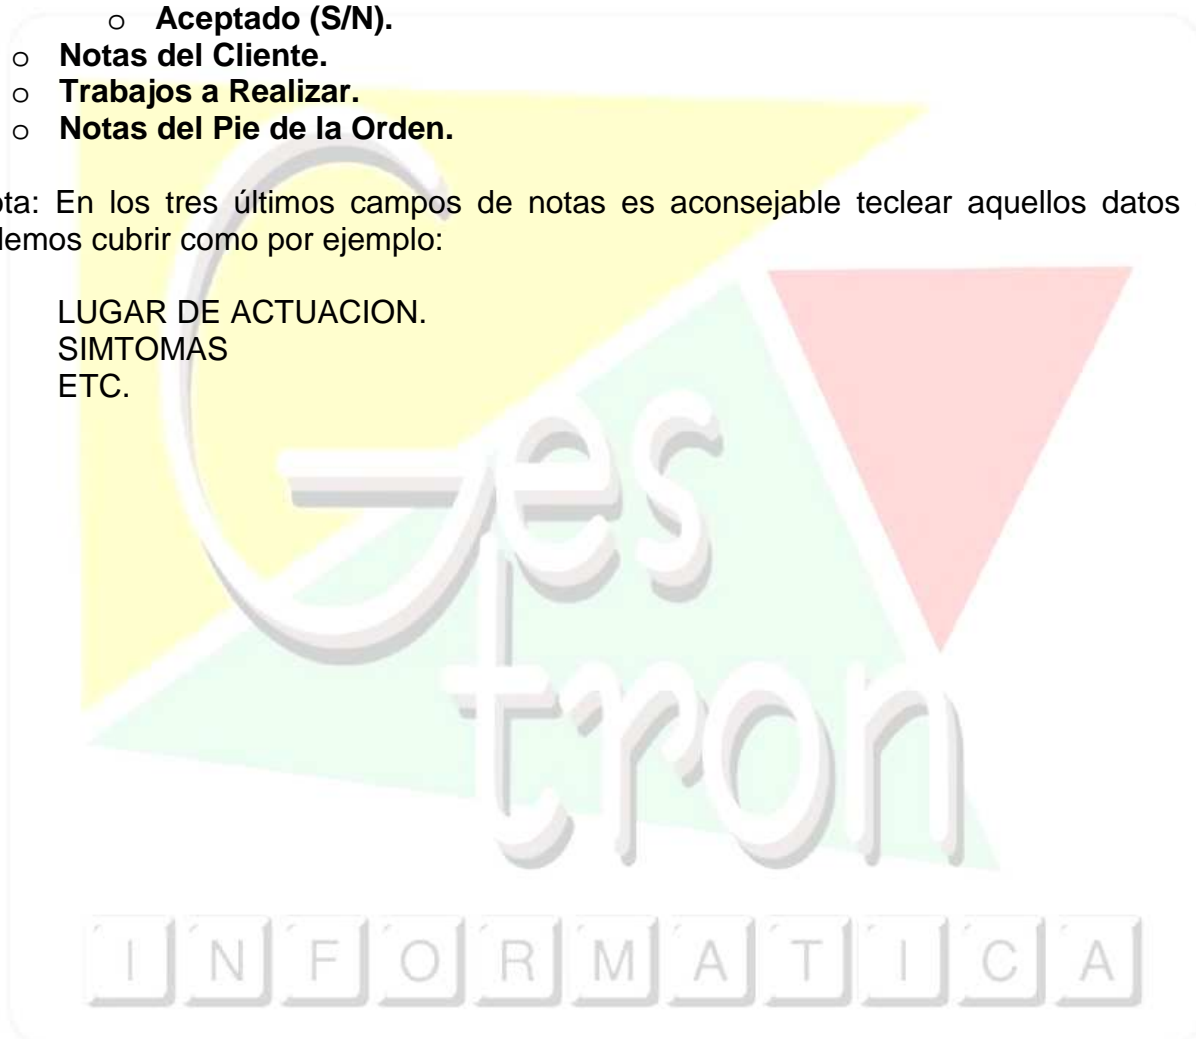 o Aceptado (S/N).
o Notas del Cliente.
o Trabajos a Realizar.
o Notas del Pie de la Orden.
ota: En los tres últimos campos de notas es aconsejable teclear aquellos datos
demos cubrir como por ejemplo:
LUGAR DE ACTUACION.
SIMTOMAS
ETC.
Ges
tron
INFORMATICA